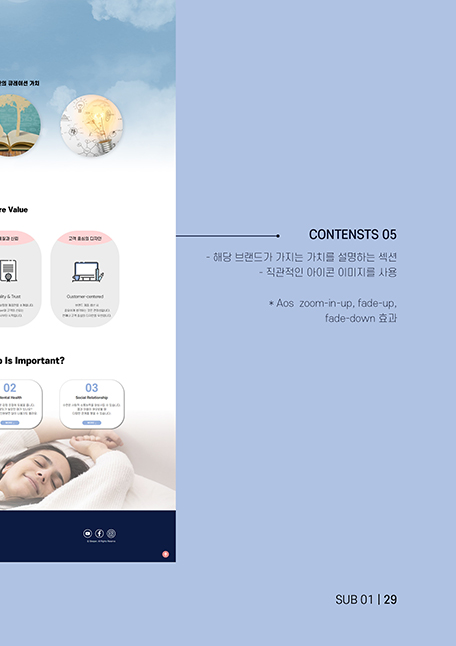 의 큐레이션 가치
re Value
고객 중심의 디자인
lity & Trust
Customer-centered
CONTENSTS 05
- 해당 브랜드가 가지는 가치를 설명하는 섹션
- 직관적인 아이콘 이미지를 사용
* Aos zoom-in-up, fade-up,
fade-down 효과
p Is Important?
02
Mental Health
03
Social Relationship
SUB 01 | 29